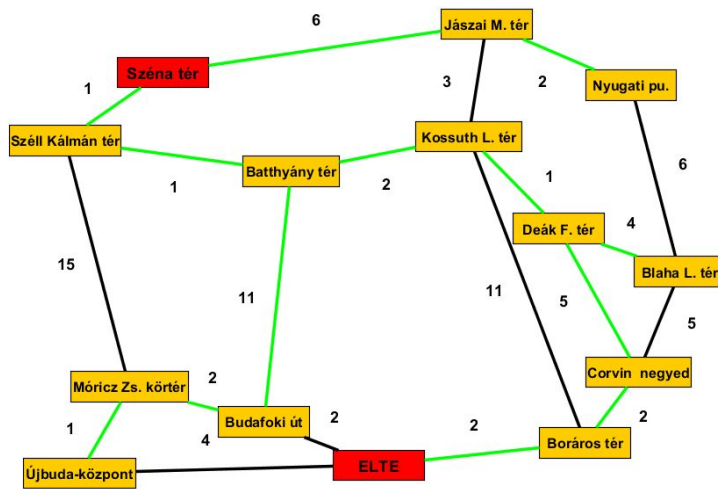 6
Jászai M. tér
Széna tér
1
3
2
Nyugati pu.
Széll Kálmán tér
Kossuth L. tér
Batthyány tér
1
2
1
6
Deák F. tér
4
15
11
11
5
Blaha L. tér
5
Móricz Zs. körtér
2
Corvin negyed
Budafoki út
2
2
2
1
4
Boráros tér
Újbuda-központ
ELTE